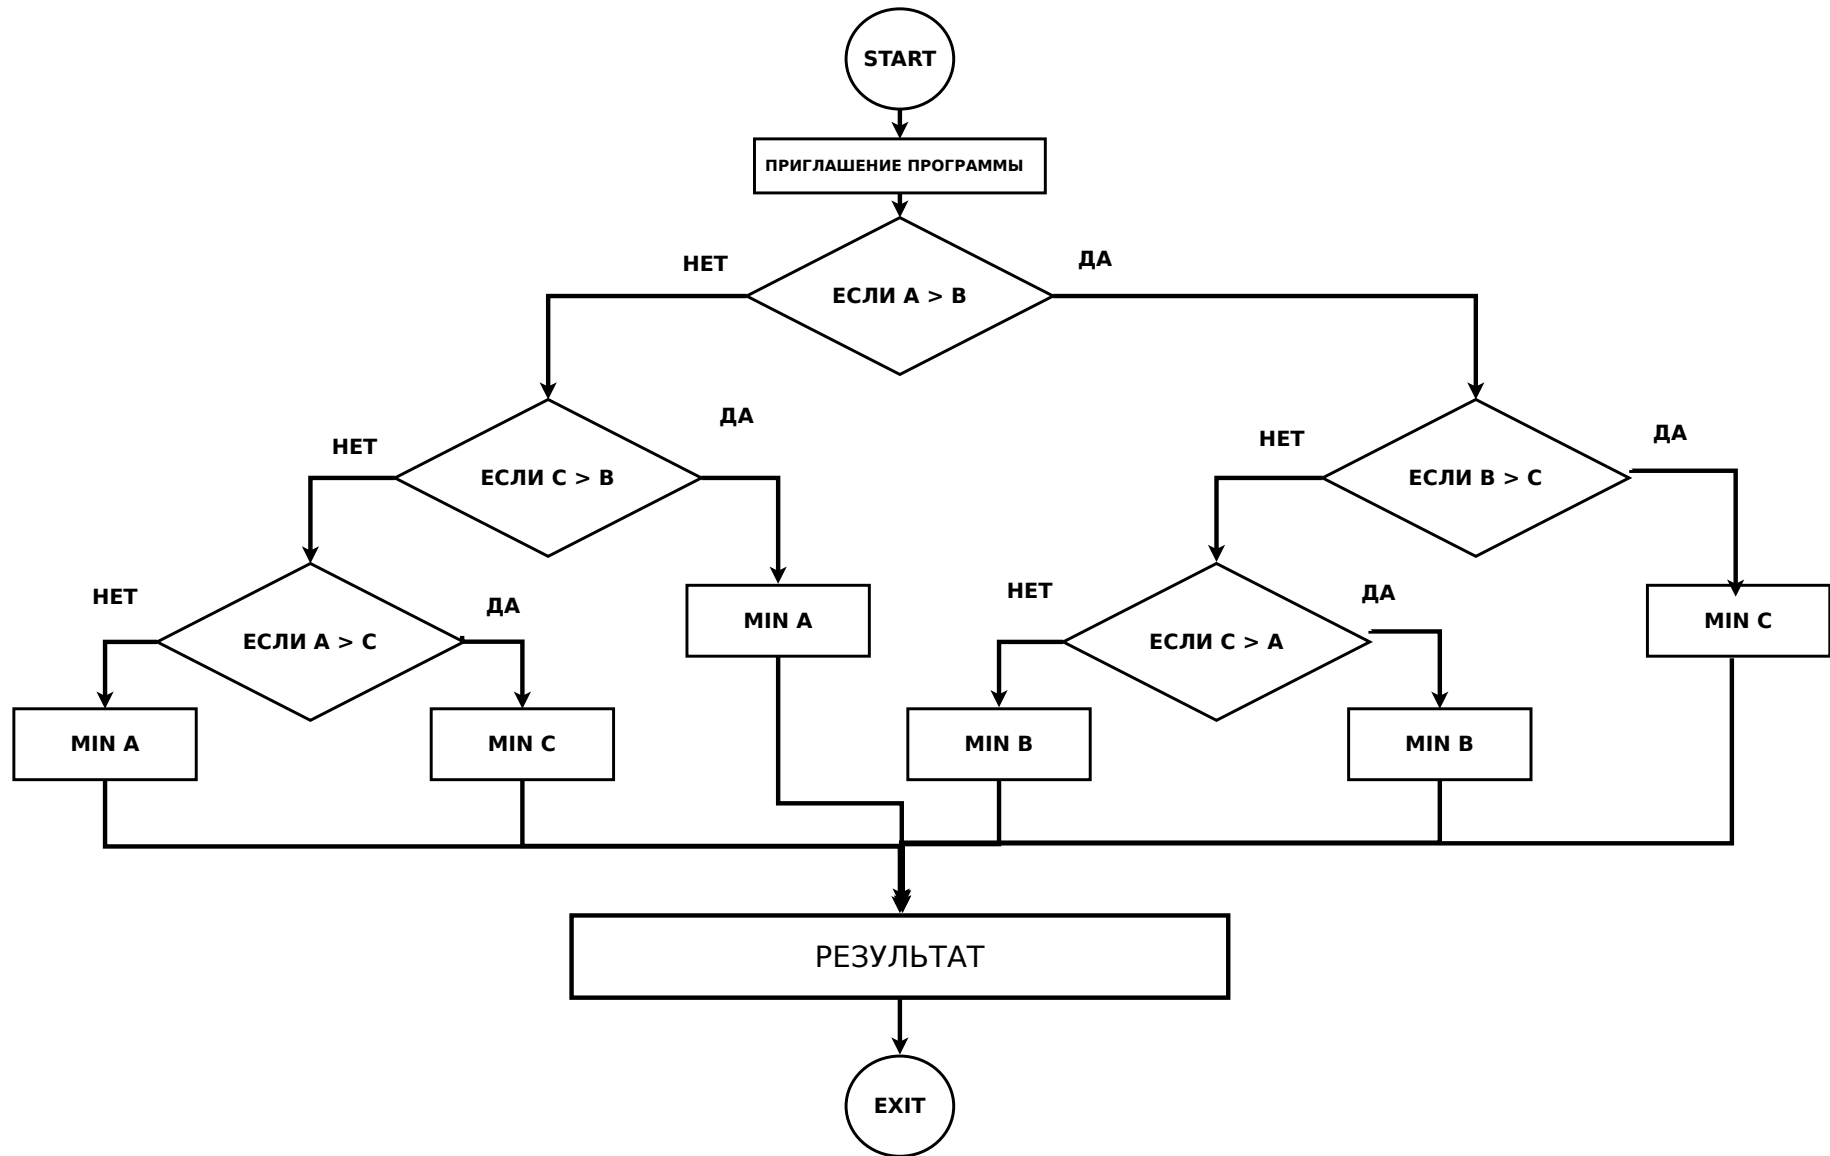 START
ПРИГЛАШЕНИЕ ПРОГРАММЫ
НЕТ
ДА
ЕСЛИ A > B
НЕТ
ДА
ЕСЛИ C > B
НЕТ
ДА
ЕСЛИ B > C
НЕТ
ДА
ЕСЛИ A > C
MIN A
НЕТ
ДА
ЕСЛИ C > A
MIN C
MIN A
MIN C
MIN B
MIN B
РЕЗУЛЬТАТ
EXIT